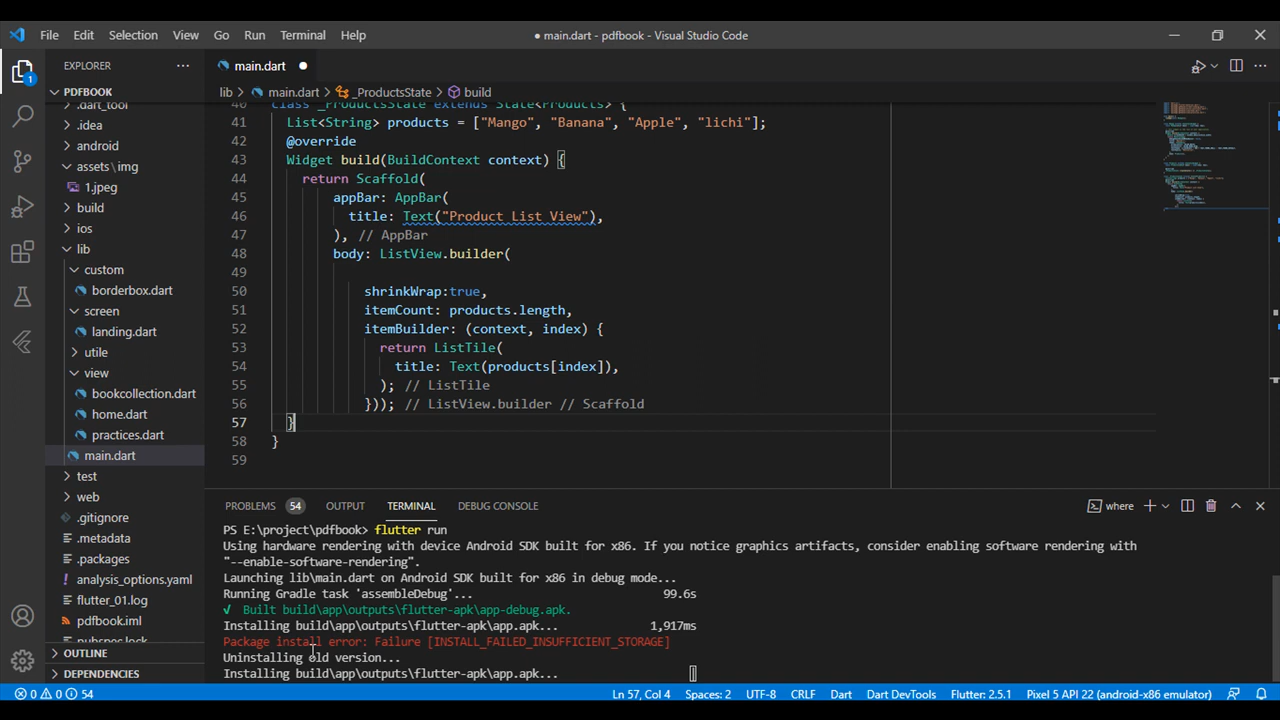 File Edit Selection View Go Run Terminal Help
● main.dart - pdfbook - Visual Studio Code
1
EXPLORER
PDFBOOK
.dart_tool
.idea
android
assets\img
1.jpeg
build
ios
lib
custom
borderbox.dart
screen
landing.dart
utile
view
bookcollection.dart
home.dart
practices.dart
main.dart
test
web
.gitignore
.metadata
.packages
analysis_options.yaml
flutter_01.log
pdfbook.iml
pubspec.lock
OUTLINE
DEPENDENCIES
main.dart
lib > main.dart > _ProductsState > build
40 class _ProductsState extends State<Products> {
41 List<String> products = ["Mango", "Banana", "Apple", "lichi"];
42 @override
43 Widget build(BuildContext context) {
44 return Scaffold(
45 appBar: AppBar(
46 title: Text("Product List View"),
47 ), // AppBar
48 body: ListView.builder(
49
50 shrinkWrap:true,
51 itemCount: products.length,
52 itemBuilder: (context, index) {
53 return ListTile(
54 title: Text(products[index]),
55 ); // ListTile
56 })); // ListView.builder // Scaffold
57 }
58 }
59
PROBLEMS 54 OUTPUT TERMINAL DEBUG CONSOLE
where
PS E:\project\pdfbook> flutter run
Using hardware rendering with device Android SDK built for x86. If you notice graphics artifacts, consider enabling software rendering with
"--enable-software-rendering".
Launching lib\main.dart on Android SDK built for x86 in debug mode...
Running Gradle task 'assembleDebug'... 99.6s
√ Built build\app\outputs\flutter-apk\app-debug.apk.
Installing build\app\outputs\flutter-apk\app.apk... 1,917ms
Package install error: Failure [INSTALL_FAILED_INSUFFICIENT_STORAGE]
Uninstalling old version...
Installing build\app\outputs\flutter-apk\app.apk...
0 0 54
Ln 57, Col 4 Spaces: 2 UTF-8 CRLF Dart Dart DevTools Flutter: 2.5.1 Pixel 5 API 22 (android-x86 emulator)